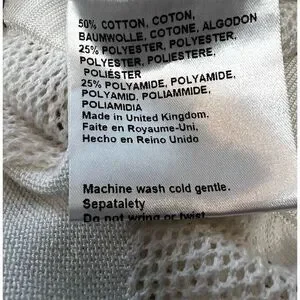 50% COTTON, COTON,
BAUMWOLLE, COTONE, ALGODON
25% POLYESTER, POLYESTER,
POLYESTER, POLIESTERE,
POLIÉSTER
25% POLYAMIDE, POLYAMIDE,
POLYAMID, POLIAMMIDE,
POLIAMIDIA
Made in United Kingdom.
Faite en Royaume-Uni.
Hecho en Reino Unido
Machine wash cold gentle.
Sepatalety
Do not wring or twist